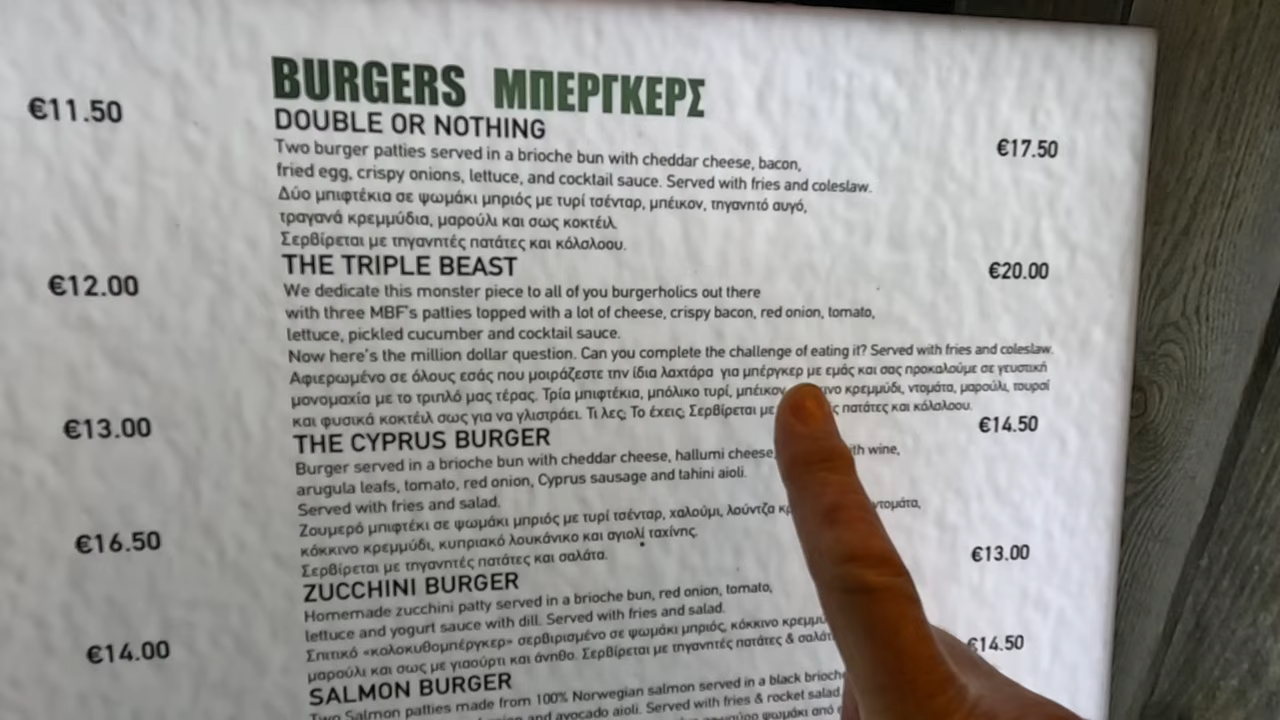 BURGERS ΜΠΕΡΓΚΕΡΣ
€11.50
DOUBLE OR NOTHING €17.50
Two burger patties served in a brioche bun with cheddar cheese, bacon,
fried egg, crispy onions, lettuce, and cocktail sauce. Served with fries and coleslaw.
Δύο μπιφτέκια σε ψωμάκι μπριός με τυρί τσένταρ, μπέικον, τηγανητό αυγό,
τραγανά κρεμμύδια, μαρούλι και σως κοκτέιλ.
Σερβίρεται με τηγανητές πατάτες και κόλσλοου.
€12.00
THE TRIPLE BEAST €20.00
We dedicate this monster piece to all of you burgerholics out there
with three MBF's patties topped with a lot of cheese, crispy bacon, red onion, tomato,
lettuce, pickled cucumber and cocktail sauce.
Now here's the million dollar question. Can you complete the challenge of eating it? Served with fries and coleslaw.
Αφιερωμένο σε όλους εσάς που μοιράζεστε την ίδια λαχτάρα για μπέργκερ με εμάς και σας προκαλούμε σε γευστική
μονομαχία με το τριπλό μας τέρας. Τρία μπιφτέκια, μπόλικο τυρί, μπέικον κρεμμύδι, ντομάτα, μαρούλι, τουρσί
και φυσικά κοκτέιλ σως για να γλιστράει. Τι λες; Το έχεις; Σερβίρεται με πατάτες και κόλσλοου.
€13.00
THE CYPRUS BURGER €14.50
Burger served in a brioche bun with cheddar cheese, hallumi cheese, wine,
arugula leafs, tomato, red onion, Cyprus sausage and tahini aioli.
Served with fries and salad.
Ζουμερό μπιφτέκι σε ψωμάκι μπριός με τυρί τσένταρ, χαλούμι, λούντζα ντομάτα,
κόκκινο κρεμμύδι, κυπριακό λουκάνικο και αγιολί ταχίνης.
Σερβίρεται με τηγανητές πατάτες και σαλάτα.
€16.50
ZUCCHINI BURGER €13.00
Homemade zucchini patty served in a brioche bun, red onion, tomato,
lettuce and yogurt sauce with dill. Served with fries and salad.
Σπιτικό «κολοκυθομπέργκερ» σερβιρισμένο σε ψωμάκι μπριός, κόκκινο
μαρούλι και σως με γιαούρτι και άνηθο. Σερβίρεται με τηγανητές πατάτες &
€14.00
SALMON BURGER €14.50
Two Salmon patties made from 100% Norwegian salmon served in a black
and avocado aioli. Served with fries & rocket salad
ψωμάκι από